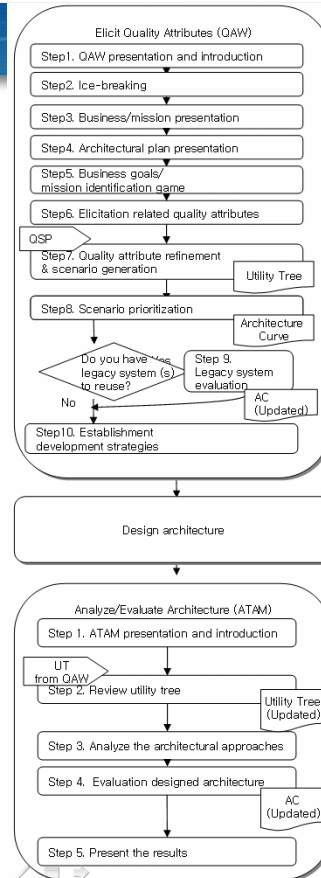 Elicit Quality Attributes (QAW)
Step1. QAW presentation and introduction
Step2. Ice-breaking
Step3. Business/mission presentation
Step4. Architectural plan presentation
Step5. Business goals/
mission identification game
Step6. Elicitation related quality attributes
QSP
Step7. Quality attribute refinement
& scenario generation
Utility Tree
Step8. Scenario prioritization
Architecture
Curve
Do you have
legacy system (s)
to reuse?
Yes
Step 9.
Legacy system
evaluation
No
AC
(Updated)
Step10. Establishment
development strategies
Design architecture
Analyze/Evaluate Architecture (ATAM)
Step 1. ATAM presentation and introduction
UT
from QAW
Step 2. Review utility tree
Utility Tree
(Updated)
Step 3. Analyze the architectural approaches
Step 4. Evaluation designed architecture
AC
(Updated)
Step 5. Present the results